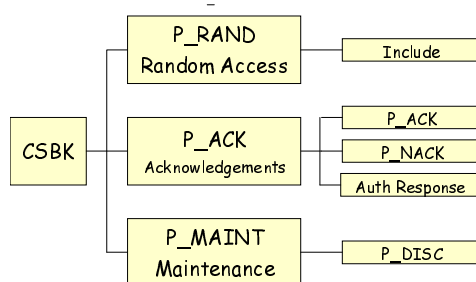 P_RAND
Random Access
Include
CSBK
P_ACK
Acknowledgements
P_ACK
P_NACK
Auth Response
P_MAINT
Maintenance
P_DISC